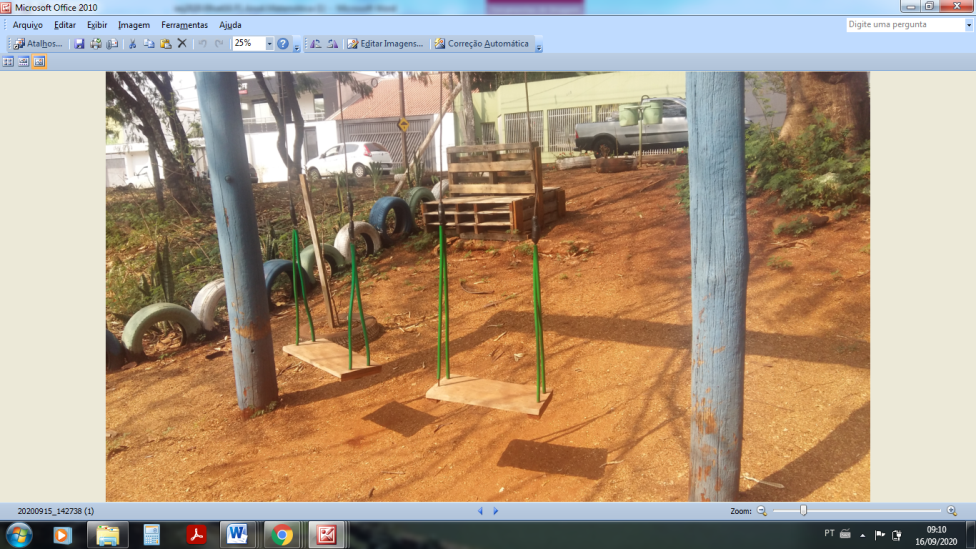 Microsoft Office 2010
Arquivo Editar Exibir Imagem Ferramentas Ajuda
Digite uma pergunta
Atalhos... 25% Editar Imagens... Correção Automática
20200915_142738 (1)
Zoom:
PT
09:10
16/09/2020